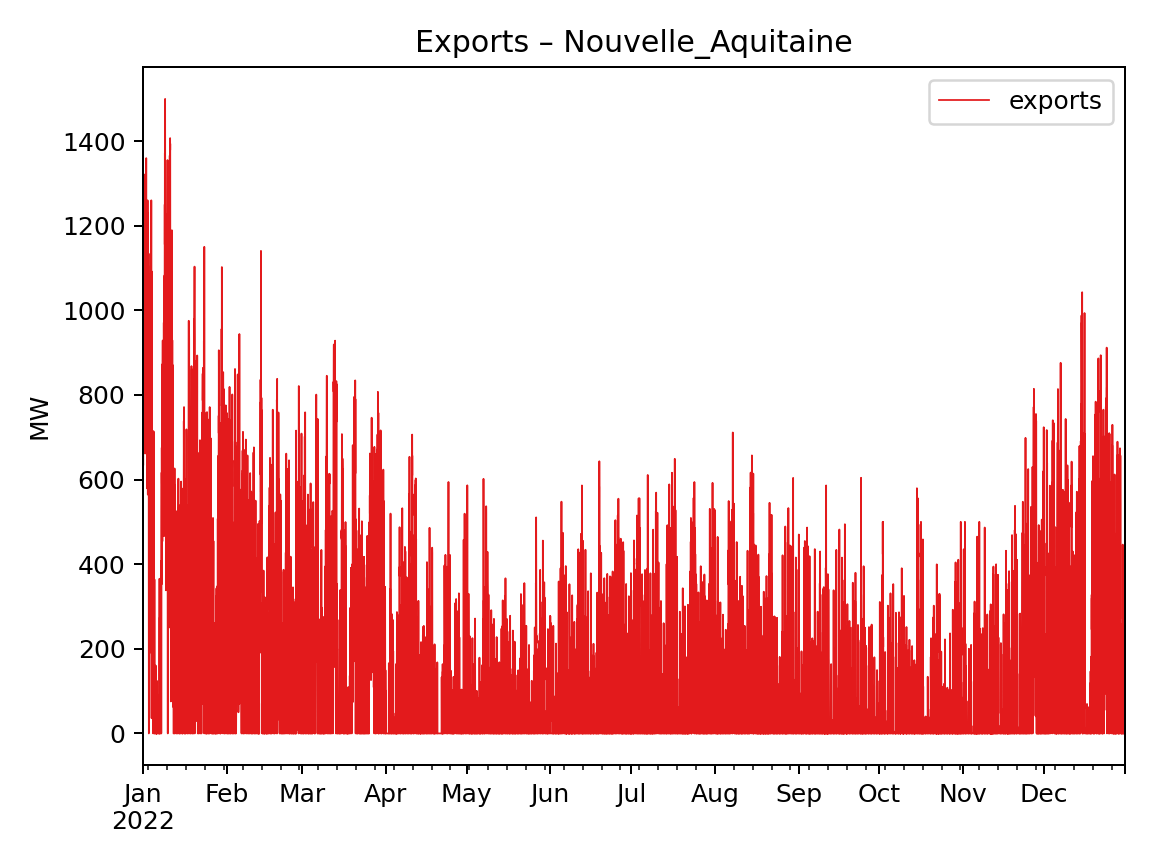 Exports – Nouvelle_Aquitaine
exports
MW
1400
1200
1000
800
600
400
200
0
Jan Feb Mar Apr May Jun Jul Aug Sep Oct Nov Dec
2022